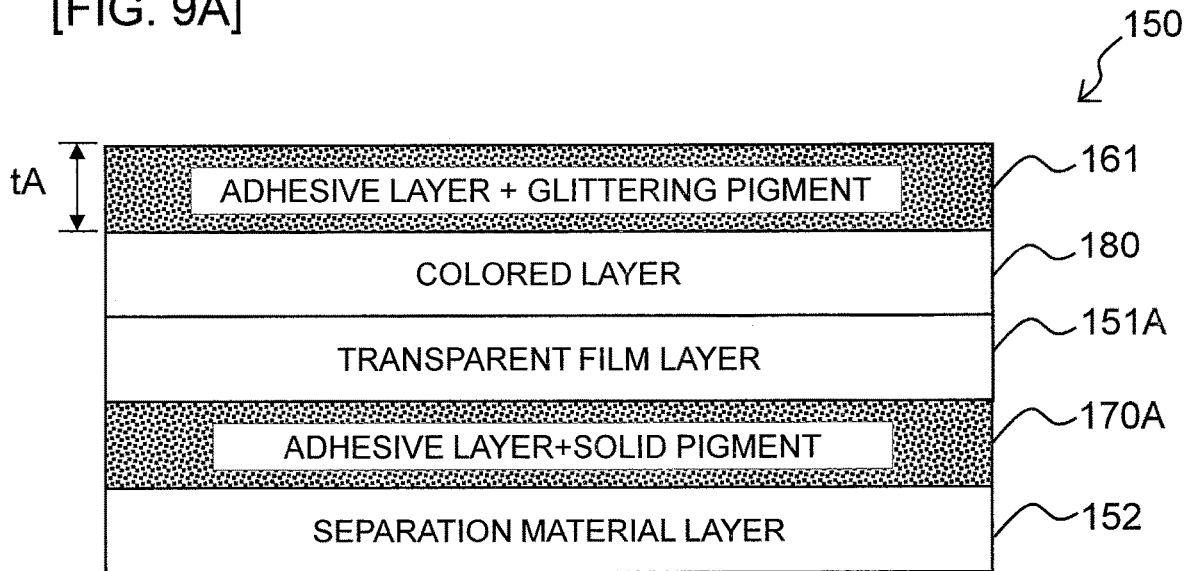 [FIG. 9A]
150
tA
ADHESIVE LAYER + GLITTERING PIGMENT
161
COLORED LAYER
180
TRANSPARENT FILM LAYER
151A
ADHESIVE LAYER+SOLID PIGMENT
170A
SEPARATION MATERIAL LAYER
152